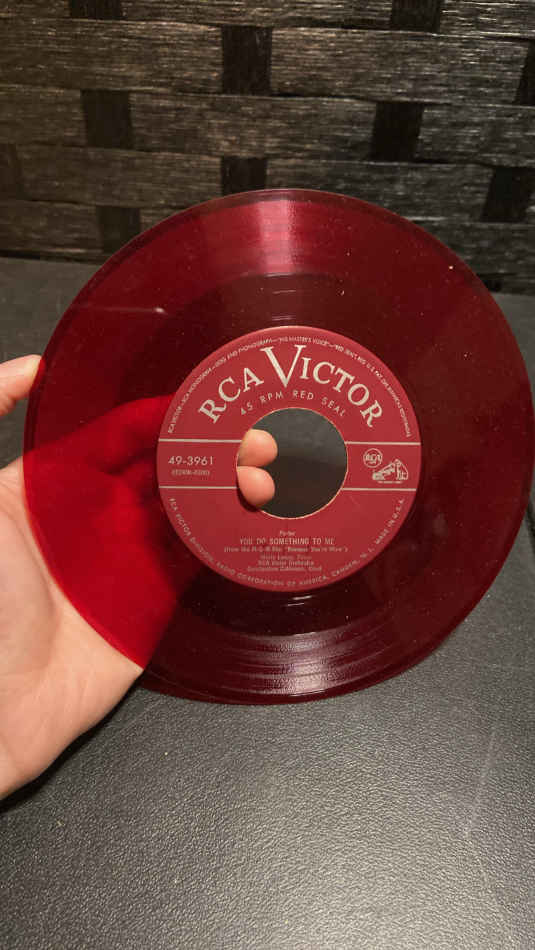 RCA VICTOR
45 RPM RED SEAL
49-3961
RCA
Porter
YOU DO SOMETHING TO ME
(from the M-G-M film "Because You're Mine")
Mario Lanza, Tenor
RCA Victor Orchestra
Constantine Callinicos, Cond.
RCA VICTOR DIVISION, RADIO CORPORATION OF AMERICA, CAMDEN, N. J. MADE IN U.S.A.